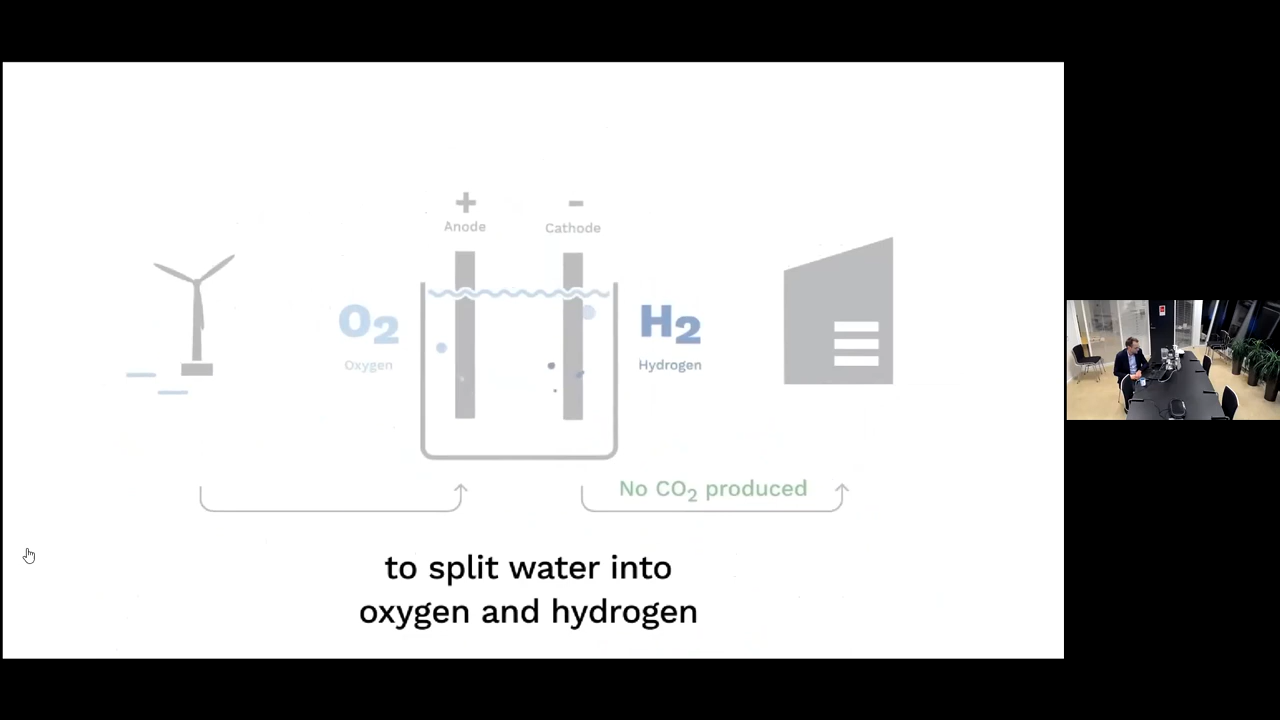 +
-
Anode
Cathode
O2
H2
Oxygen
Hydrogen
No CO2 produced
to split water into
oxygen and hydrogen